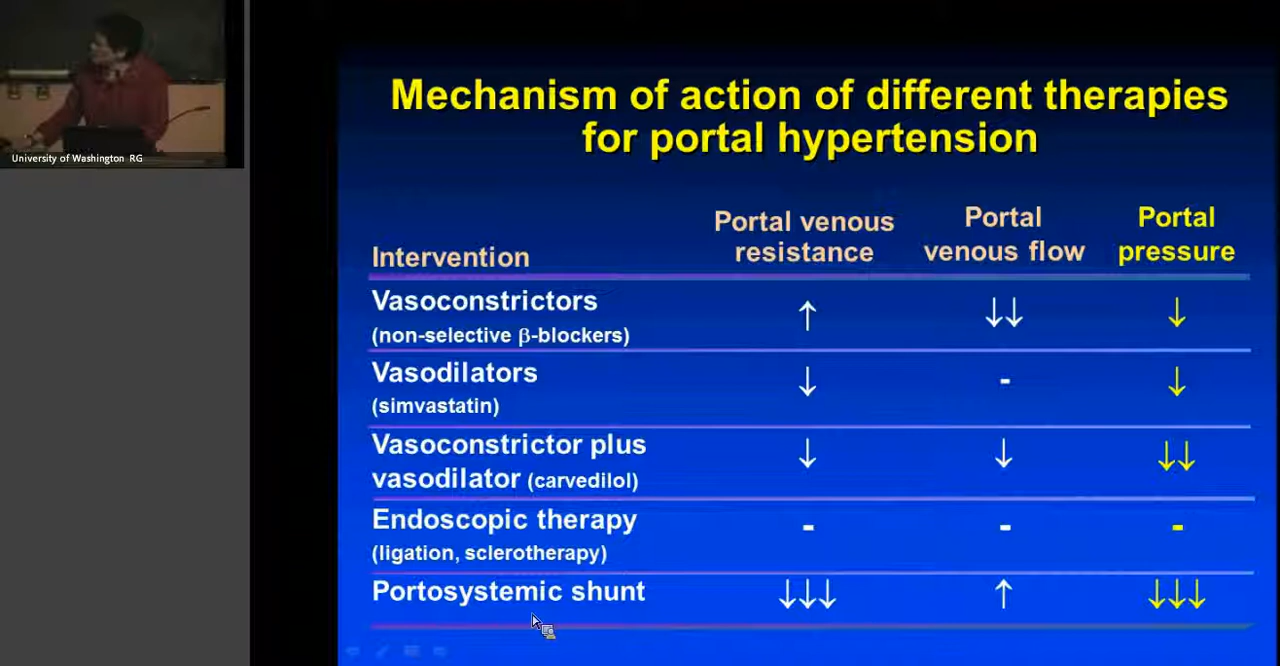 University of Washington RG
Mechanism of action of different therapies
for portal hypertension
Intervention
Portal venous
resistance
Portal
venous flow
Portal
pressure
Vasoconstrictors
(non-selective β-blockers)
↑ ↓↓ ↓
Vasodilators
(simvastatin)
↓ - ↓
Vasoconstrictor plus
vasodilator (carvedilol)
↓ ↓ ↓↓
Endoscopic therapy
(ligation, sclerotherapy)
- - -
Portosystemic shunt
↓↓↓ ↑ ↓↓↓